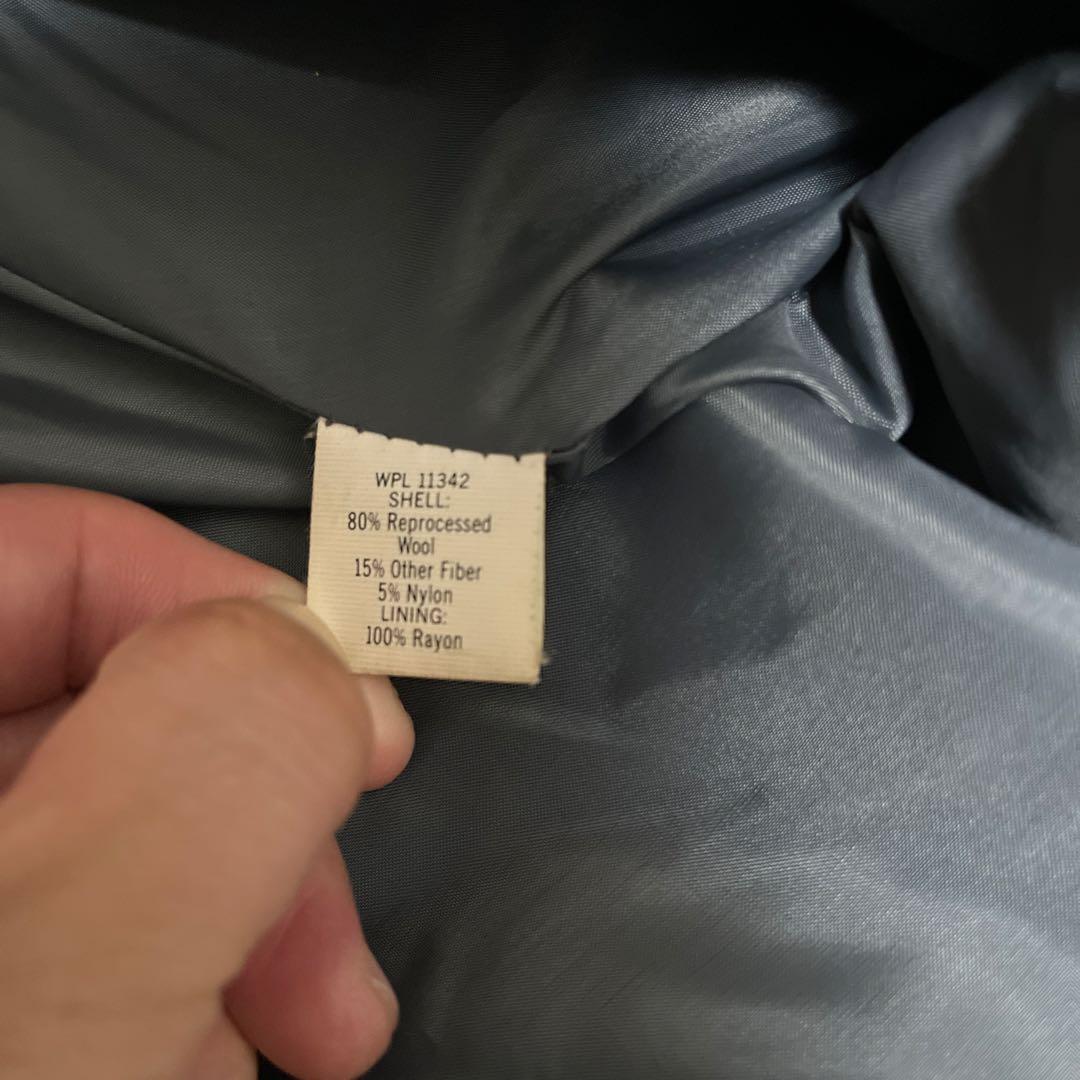 WPL 11342
SHELL:
80% Reprocessed
Wool
15% Other Fiber
5% Nylon
LINING:
100% Rayon